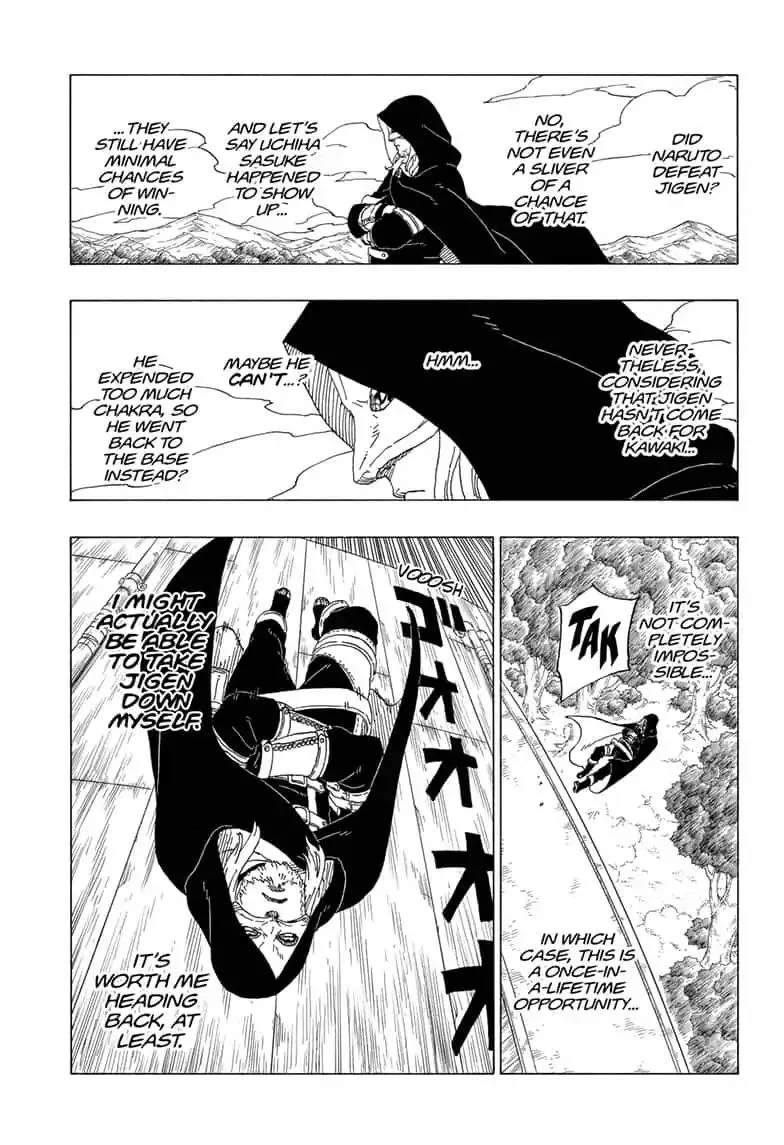 DID
NARUTO
DEFEAT
JIGEN?
NO,
THERE'S
NOT EVEN
A SLIVER
OF A
CHANCE
OF THAT.
AND LET'S
SAY UCHIHA
SASUKE
HAPPENED
TO SHOW
UP...
...THEY
STILL HAVE
MINIMAL
CHANCES
OF WIN-
NING.
NEVER-
THELESS,
CONSIDERING
THAT JIGEN
HASN'T COME
BACK FOR
KAWAKI...
HMM...
MAYBE HE
CAN'T...?
HE
EXPENDED
TOO MUCH
CHAKRA, SO
HE WENT
BACK TO
THE BASE
INSTEAD?
IT'S
NOT COM-
PLETELY
IMPOS-
SIBLE...
TAK
IN WHICH
CASE, THIS IS
A ONCE-IN-
A-LIFETIME
OPPORTUNITY...
VOOOSH
ゴオオオオオ
I MIGHT
ACTUALLY
BE ABLE
TO TAKE
JIGEN
DOWN
MYSELF.
IT'S
WORTH ME
HEADING
BACK, AT
LEAST.